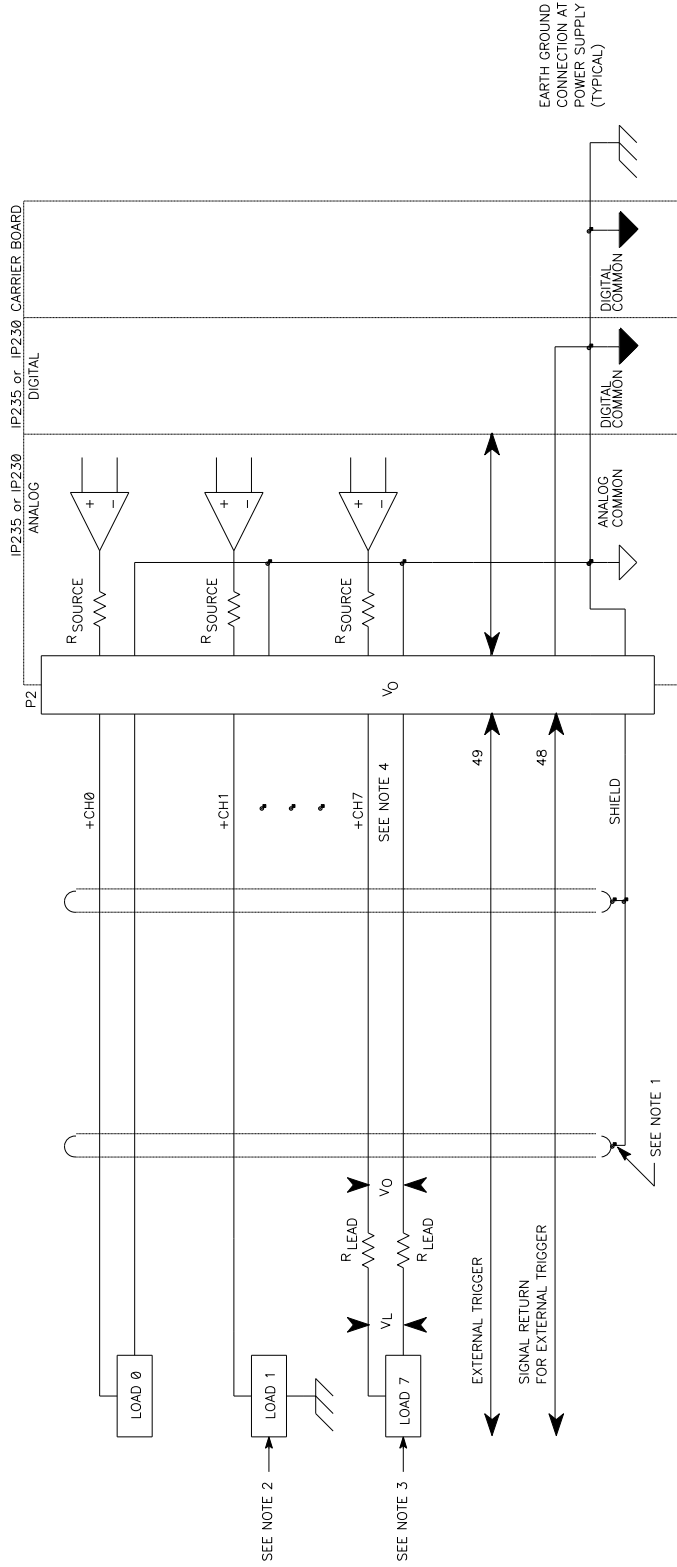 IP235 or IP230
ANALOG
IP235 or IP230
DIGITAL
CARRIER BOARD
P2
+CH0
R SOURCE
+
−
LOAD 0
+CH1
R SOURCE
+
−
SEE NOTE 2
LOAD 1
+CH7
SEE NOTE 4
R SOURCE
+
−
VO
R LEAD
R LEAD
VL
VO
SEE NOTE 3
LOAD 7
EXTERNAL TRIGGER
49
SIGNAL RETURN
FOR EXTERNAL TRIGGER
48
SHIELD
SEE NOTE 1
ANALOG
COMMON
DIGITAL
COMMON
DIGITAL
COMMON
EARTH GROUND
CONNECTION AT
POWER SUPPLY
(TYPICAL)